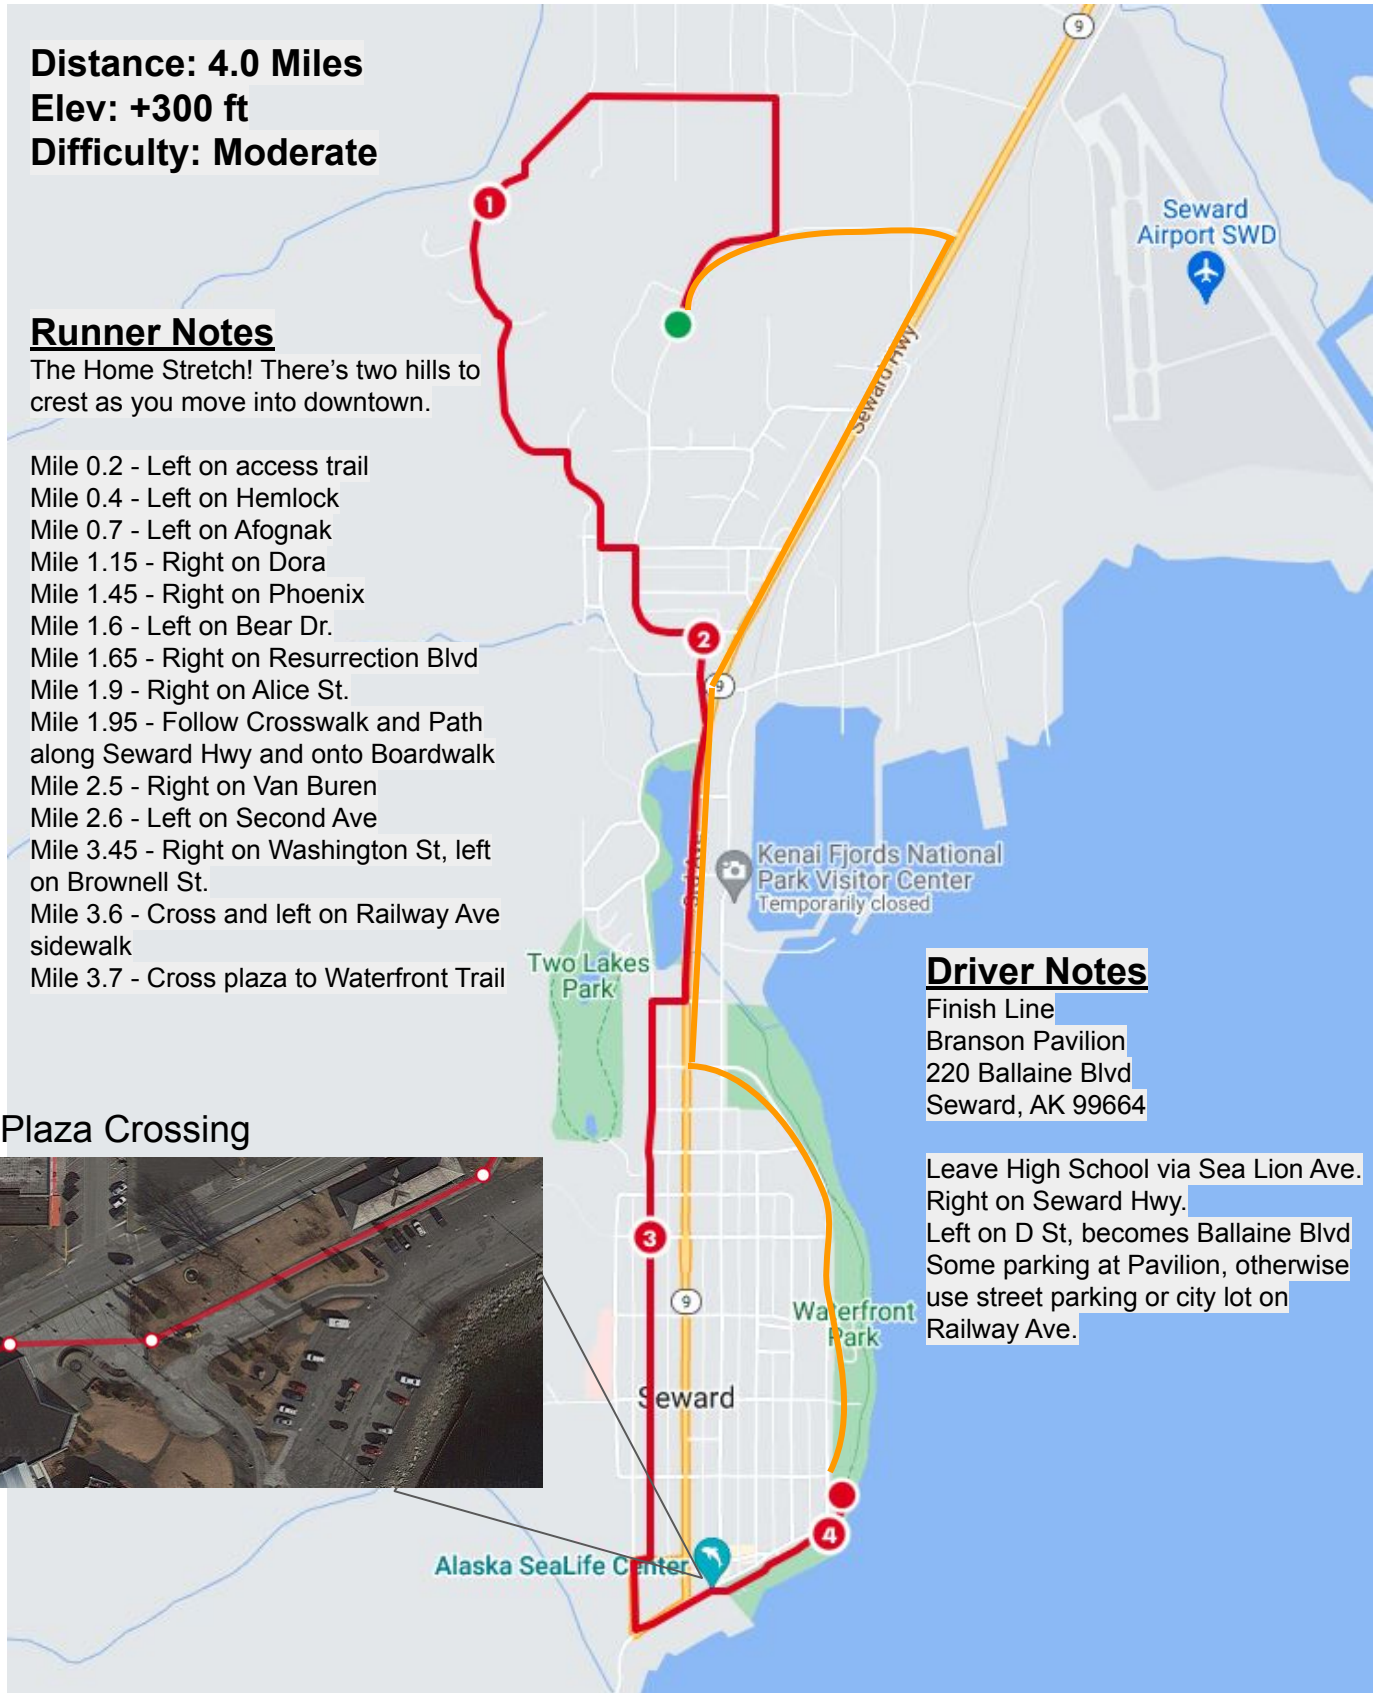 Distance: 4.0 Miles
Elev: +300 ft
Difficulty: Moderate
9
1
Seward
Airport SWD
Runner Notes
The Home Stretch! There's two hills to
crest as you move into downtown.
Seward Hwy
Mile 0.2 - Left on access trail
Mile 0.4 - Left on Hemlock
Mile 0.7 - Left on Afognak
Mile 1.15 - Right on Dora
Mile 1.45 - Right on Phoenix
Mile 1.6 - Left on Bear Dr.
Mile 1.65 - Right on Resurrection Blvd
Mile 1.9 - Right on Alice St.
Mile 1.95 - Follow Crosswalk and Path
along Seward Hwy and onto Boardwalk
Mile 2.5 - Right on Van Buren
Mile 2.6 - Left on Second Ave
Mile 3.45 - Right on Washington St, left
on Brownell St.
Mile 3.6 - Cross and left on Railway Ave
sidewalk
Mile 3.7 - Cross plaza to Waterfront Trail
2
9
Kenai Fjords National
Park Visitor Center
Temporarily closed
Two Lakes
Park
Driver Notes
Finish Line
Branson Pavilion
220 Ballaine Blvd
Seward, AK 99664
Leave High School via Sea Lion Ave.
Right on Seward Hwy.
Left on D St, becomes Ballaine Blvd
Some parking at Pavilion, otherwise
use street parking or city lot on
Railway Ave.
Plaza Crossing
3
9
Waterfront
Park
Seward
4
Alaska SeaLife Center